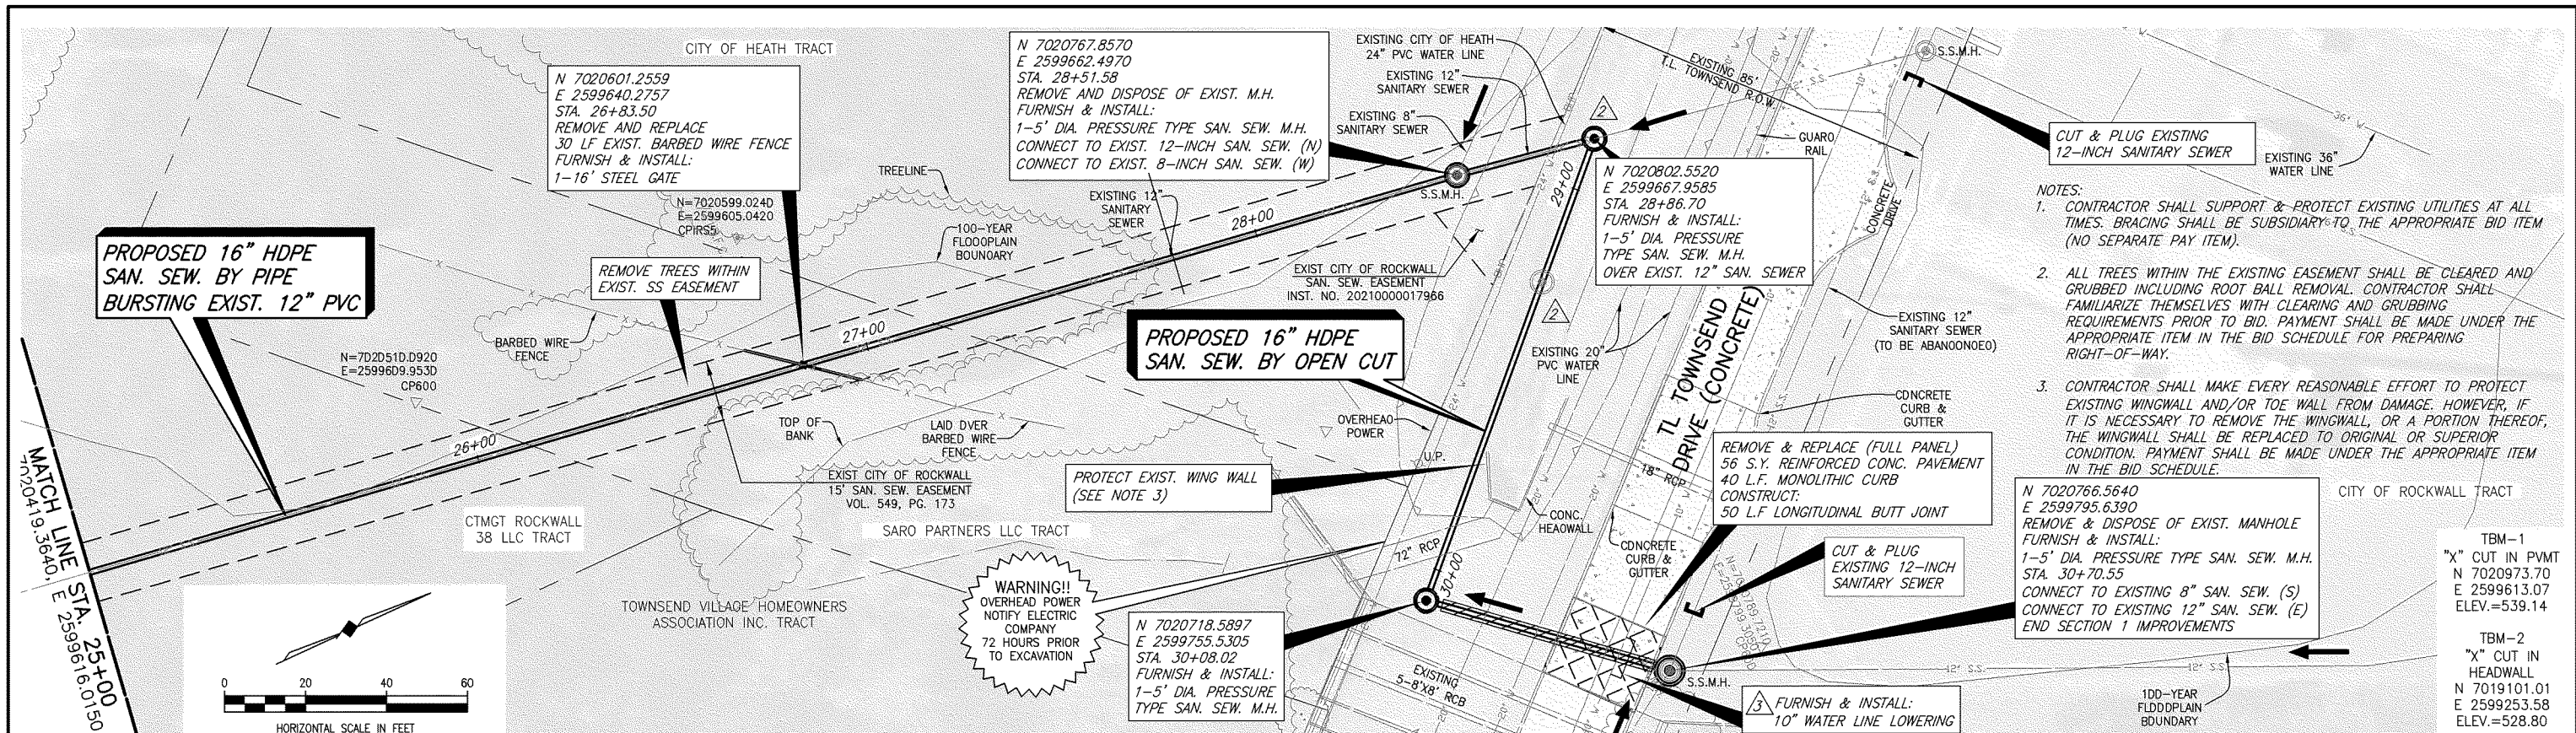 CITY OF HEATH TRACT
N 7020601.2559
E 2599640.2757
STA. 26+83.50
REMOVE AND REPLACE
30 LF EXIST. BARBED WIRE FENCE
FURNISH & INSTALL:
1-16' STEEL GATE
N=7020599.024D
E=2599605.0420
CPIRS5
N 7020767.8570
E 2599662.4970
STA. 28+51.58
REMOVE AND DISPOSE OF EXIST. M.H.
FURNISH & INSTALL:
1-5' DIA. PRESSURE TYPE SAN. SEW. M.H.
CONNECT TO EXIST. 12-INCH SAN. SEW. (N)
CONNECT TO EXIST. 8-INCH SAN. SEW. (W)
EXISTING CITY OF HEATH
24" PVC WATER LINE
EXISTING 12"
SANITARY SEWER
EXISTING 8"
SANITARY SEWER
EXISTING 85'
T.L. TOWNSEND R.O.W.
S.S.M.H.
2
GUARO
RAIL
CUT & PLUG EXISTING
12-INCH SANITARY SEWER
36" W
EXISTING 36"
WATER LINE
TREELINE
EXISTING 12"
SANITARY
SEWER
S.S.M.H.
28+00
29+00
N 7020802.5520
E 2599667.9585
STA. 28+86.70
FURNISH & INSTALL:
1-5' DIA. PRESSURE
TYPE SAN. SEW. M.H.
OVER EXIST. 12" SAN. SEWER
CONCRETE
DRIVE
NOTES:
1. CONTRACTOR SHALL SUPPORT & PROTECT EXISTING UTILITIES AT ALL
TIMES. BRACING SHALL BE SUBSIDIARY TO THE APPROPRIATE BID ITEM
(NO SEPARATE PAY ITEM).
2. ALL TREES WITHIN THE EXISTING EASEMENT SHALL BE CLEARED AND
GRUBBED INCLUDING ROOT BALL REMOVAL. CONTRACTOR SHALL
FAMILIARIZE THEMSELVES WITH CLEARING AND GRUBBING
REQUIREMENTS PRIOR TO BID. PAYMENT SHALL BE MADE UNDER THE
APPROPRIATE ITEM IN THE BID SCHEDULE FOR PREPARING
RIGHT-OF-WAY.
3. CONTRACTOR SHALL MAKE EVERY REASONABLE EFFORT TO PROTECT
EXISTING WINGWALL AND/OR TOE WALL FROM DAMAGE. HOWEVER, IF
IT IS NECESSARY TO REMOVE THE WINGWALL, OR A PORTION THEREOF,
THE WINGWALL SHALL BE REPLACED TO ORIGINAL OR SUPERIOR
CONDITION. PAYMENT SHALL BE MADE UNDER THE APPROPRIATE ITEM
IN THE BID SCHEDULE.
PROPOSED 16" HDPE
SAN. SEW. BY PIPE
BURSTING EXIST. 12" PVC
REMOVE TREES WITHIN
EXIST. SS EASEMENT
100-YEAR
FLOOOPLAIN
BOUNOARY
EXIST CITY OF ROCKWALL
SAN. SEW. EASEMENT
INST. NO. 20210000017966
2
EXISTING 12"
SANITARY SEWER
(TO BE ABANOONOEO)
PROPOSED 16" HDPE
SAN. SEW. BY OPEN CUT
EXISTING 20"
PVC WATER
LINE
TL TOWNSEND
DRIVE (CONCRETE)
27+00
BARBED WIRE
FENCE
N=7D2D51D.D920
E=25996D9.953D
CP600
26+00
TOP OF
BANK
LAID DVER
BARBED WIRE
FENCE
OVERHEAO
POWER
24" W
U.P.
CDNCRETE
CURB &
GUTTER
EXIST CITY OF ROCKWALL
15' SAN. SEW. EASEMENT
VOL. 549, PG. 173
PROTECT EXIST. WING WALL
(SEE NOTE 3)
18" RCP
REMOVE & REPLACE (FULL PANEL)
56 S.Y. REINFORCED CONC. PAVEMENT
40 L.F. MONOLITHIC CURB
CONSTRUCT:
50 L.F LONGITUDINAL BUTT JOINT
CITY OF ROCKWALL TRACT
CTMGT ROCKWALL
38 LLC TRACT
SARO PARTNERS LLC TRACT
CONC.
HEAOWALL
72" RCP
CDNCRETE
CURB &
GUTTER
CUT & PLUG
EXISTING 12-INCH
SANITARY SEWER
N 7020766.5640
E 2599795.6390
REMOVE & DISPOSE OF EXIST. MANHOLE
FURNISH & INSTALL:
1-5' DIA. PRESSURE TYPE SAN. SEW. M.H.
STA. 30+70.55
CONNECT TO EXISTING 8" SAN. SEW. (S)
CONNECT TO EXISTING 12" SAN. SEW. (E)
END SECTION 1 IMPROVEMENTS
TBM-1
"X" CUT IN PVMT
N 7020973.70
E 2599613.07
ELEV.=539.14
TBM-2
"X" CUT IN
HEADWALL
N 7019101.01
E 2599253.58
ELEV.=528.80
MATCH LINE STA. 25+00
7020419.3640, E 2599616.0150
TOWNSEND VILLAGE HOMEOWNERS
ASSOCIATION INC. TRACT
WARNING!!
OVERHEAD POWER
NOTIFY ELECTRIC
COMPANY
72 HOURS PRIOR
TO EXCAVATION
30+00
N 7020718.5897
E 2599755.5305
STA. 30+08.02
FURNISH & INSTALL:
1-5' DIA. PRESSURE
TYPE SAN. SEW. M.H.
EXISTING
5-8'X8' RCB
S.S.M.H.
3 FURNISH & INSTALL:
10" WATER LINE LOWERING
12" S.S.
12" S.S.
1DD-YEAR
FLDDDPLAIN
BDUNDARY
0 20 40 60
HORIZONTAL SCALE IN FEET